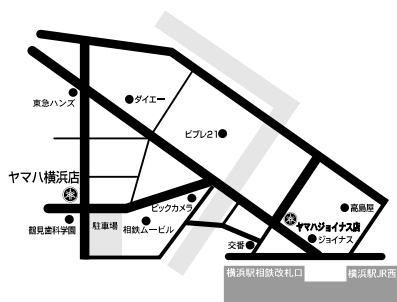 東急ハンズ
ダイエー
ビブレ21
ヤマハ横浜店
ビックカメラ
高島屋
鶴見歯科学園
駐車場
相鉄ムービル
ヤマハジョイナス店
ジョイナス
交番
横浜駅相鉄改札口
横浜駅JR西